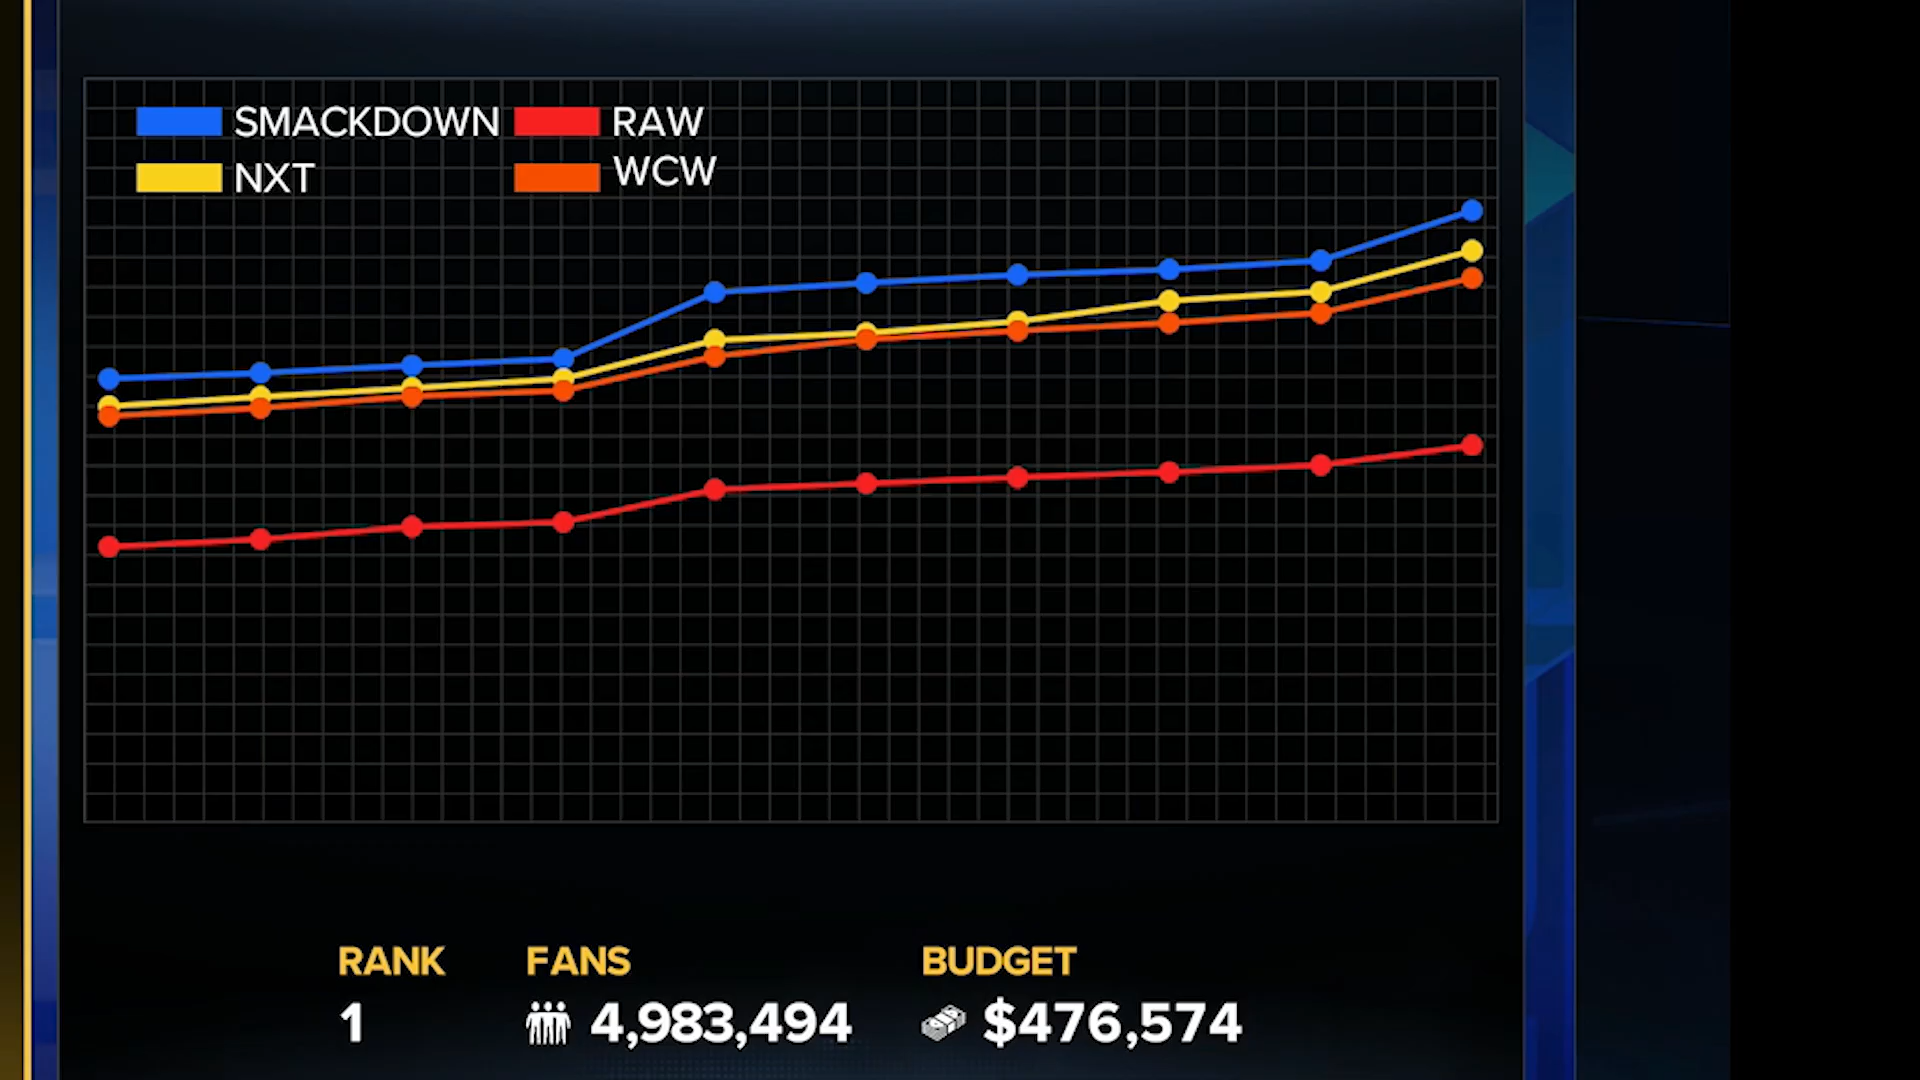 SMACKDOWN RAW
NXT WCW
RANK FANS BUDGET
1 4,983,494 $476,574